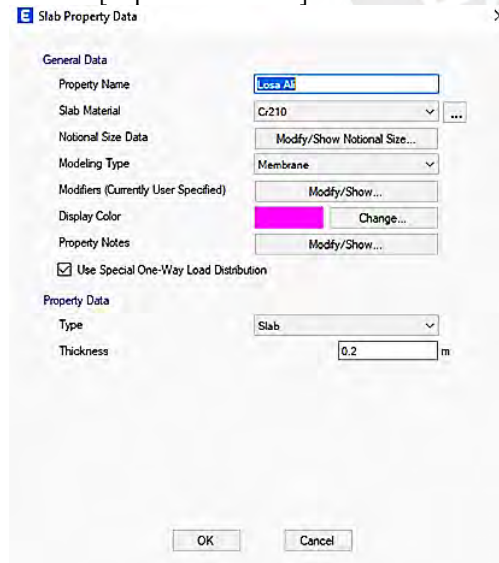 E Slab Property Data
General Data
Property Name Losa Ali
Slab Material Cr210 ...
Notional Size Data Modify/Show Notional Size...
Modeling Type Membrane
Modifiers (Currently User Specified) Modify/Show...
Display Color Change...
Property Notes Modify/Show...
Use Special One-Way Load Distribution
Property Data
Type Slab
Thickness 0.2 m
OK Cancel